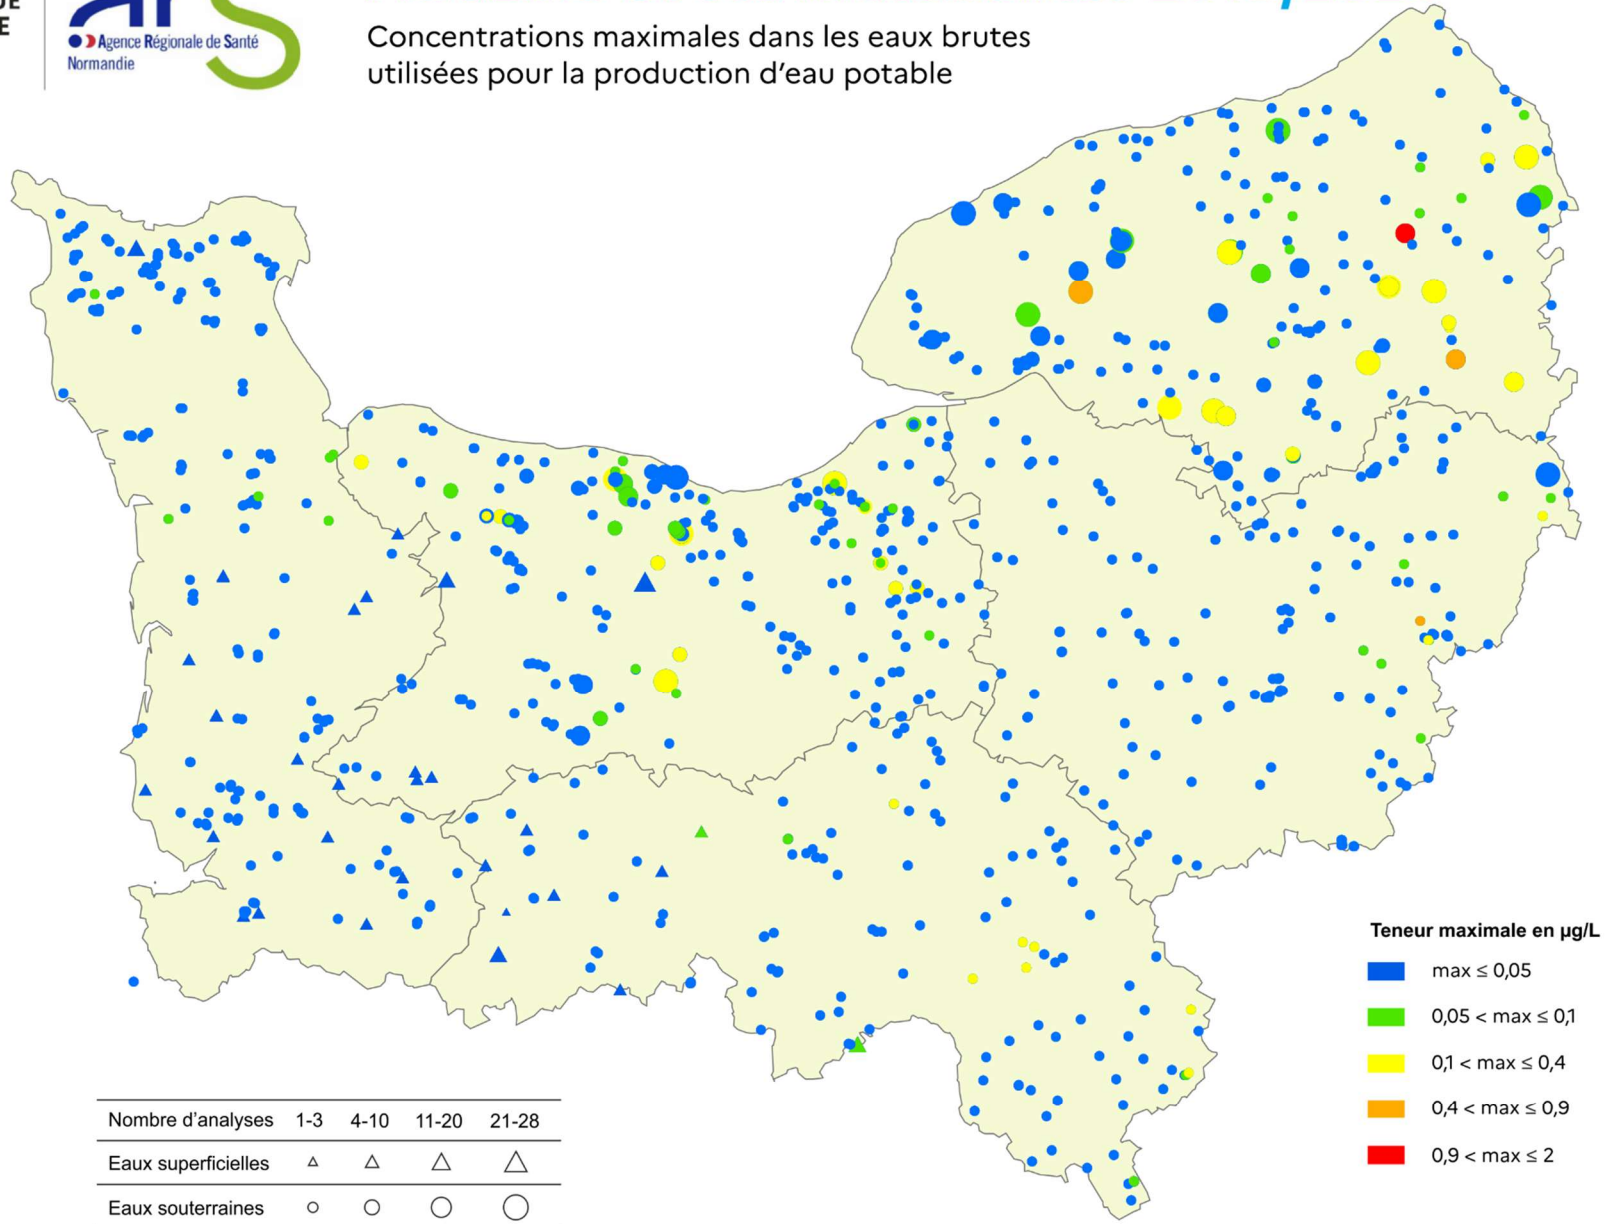 Agence Régionale de Santé
Normandie
Concentrations maximales dans les eaux brutes
utilisées pour la production d’eau potable
Teneur maximale en µg/L
max ≤ 0,05
0,05 < max ≤ 0,1
0,1 < max ≤ 0,4
0,4 < max ≤ 0,9
0,9 < max ≤ 2
Nombre d’analyses 1-3 4-10 11-20 21-28
Eaux superficielles
Eaux souterraines